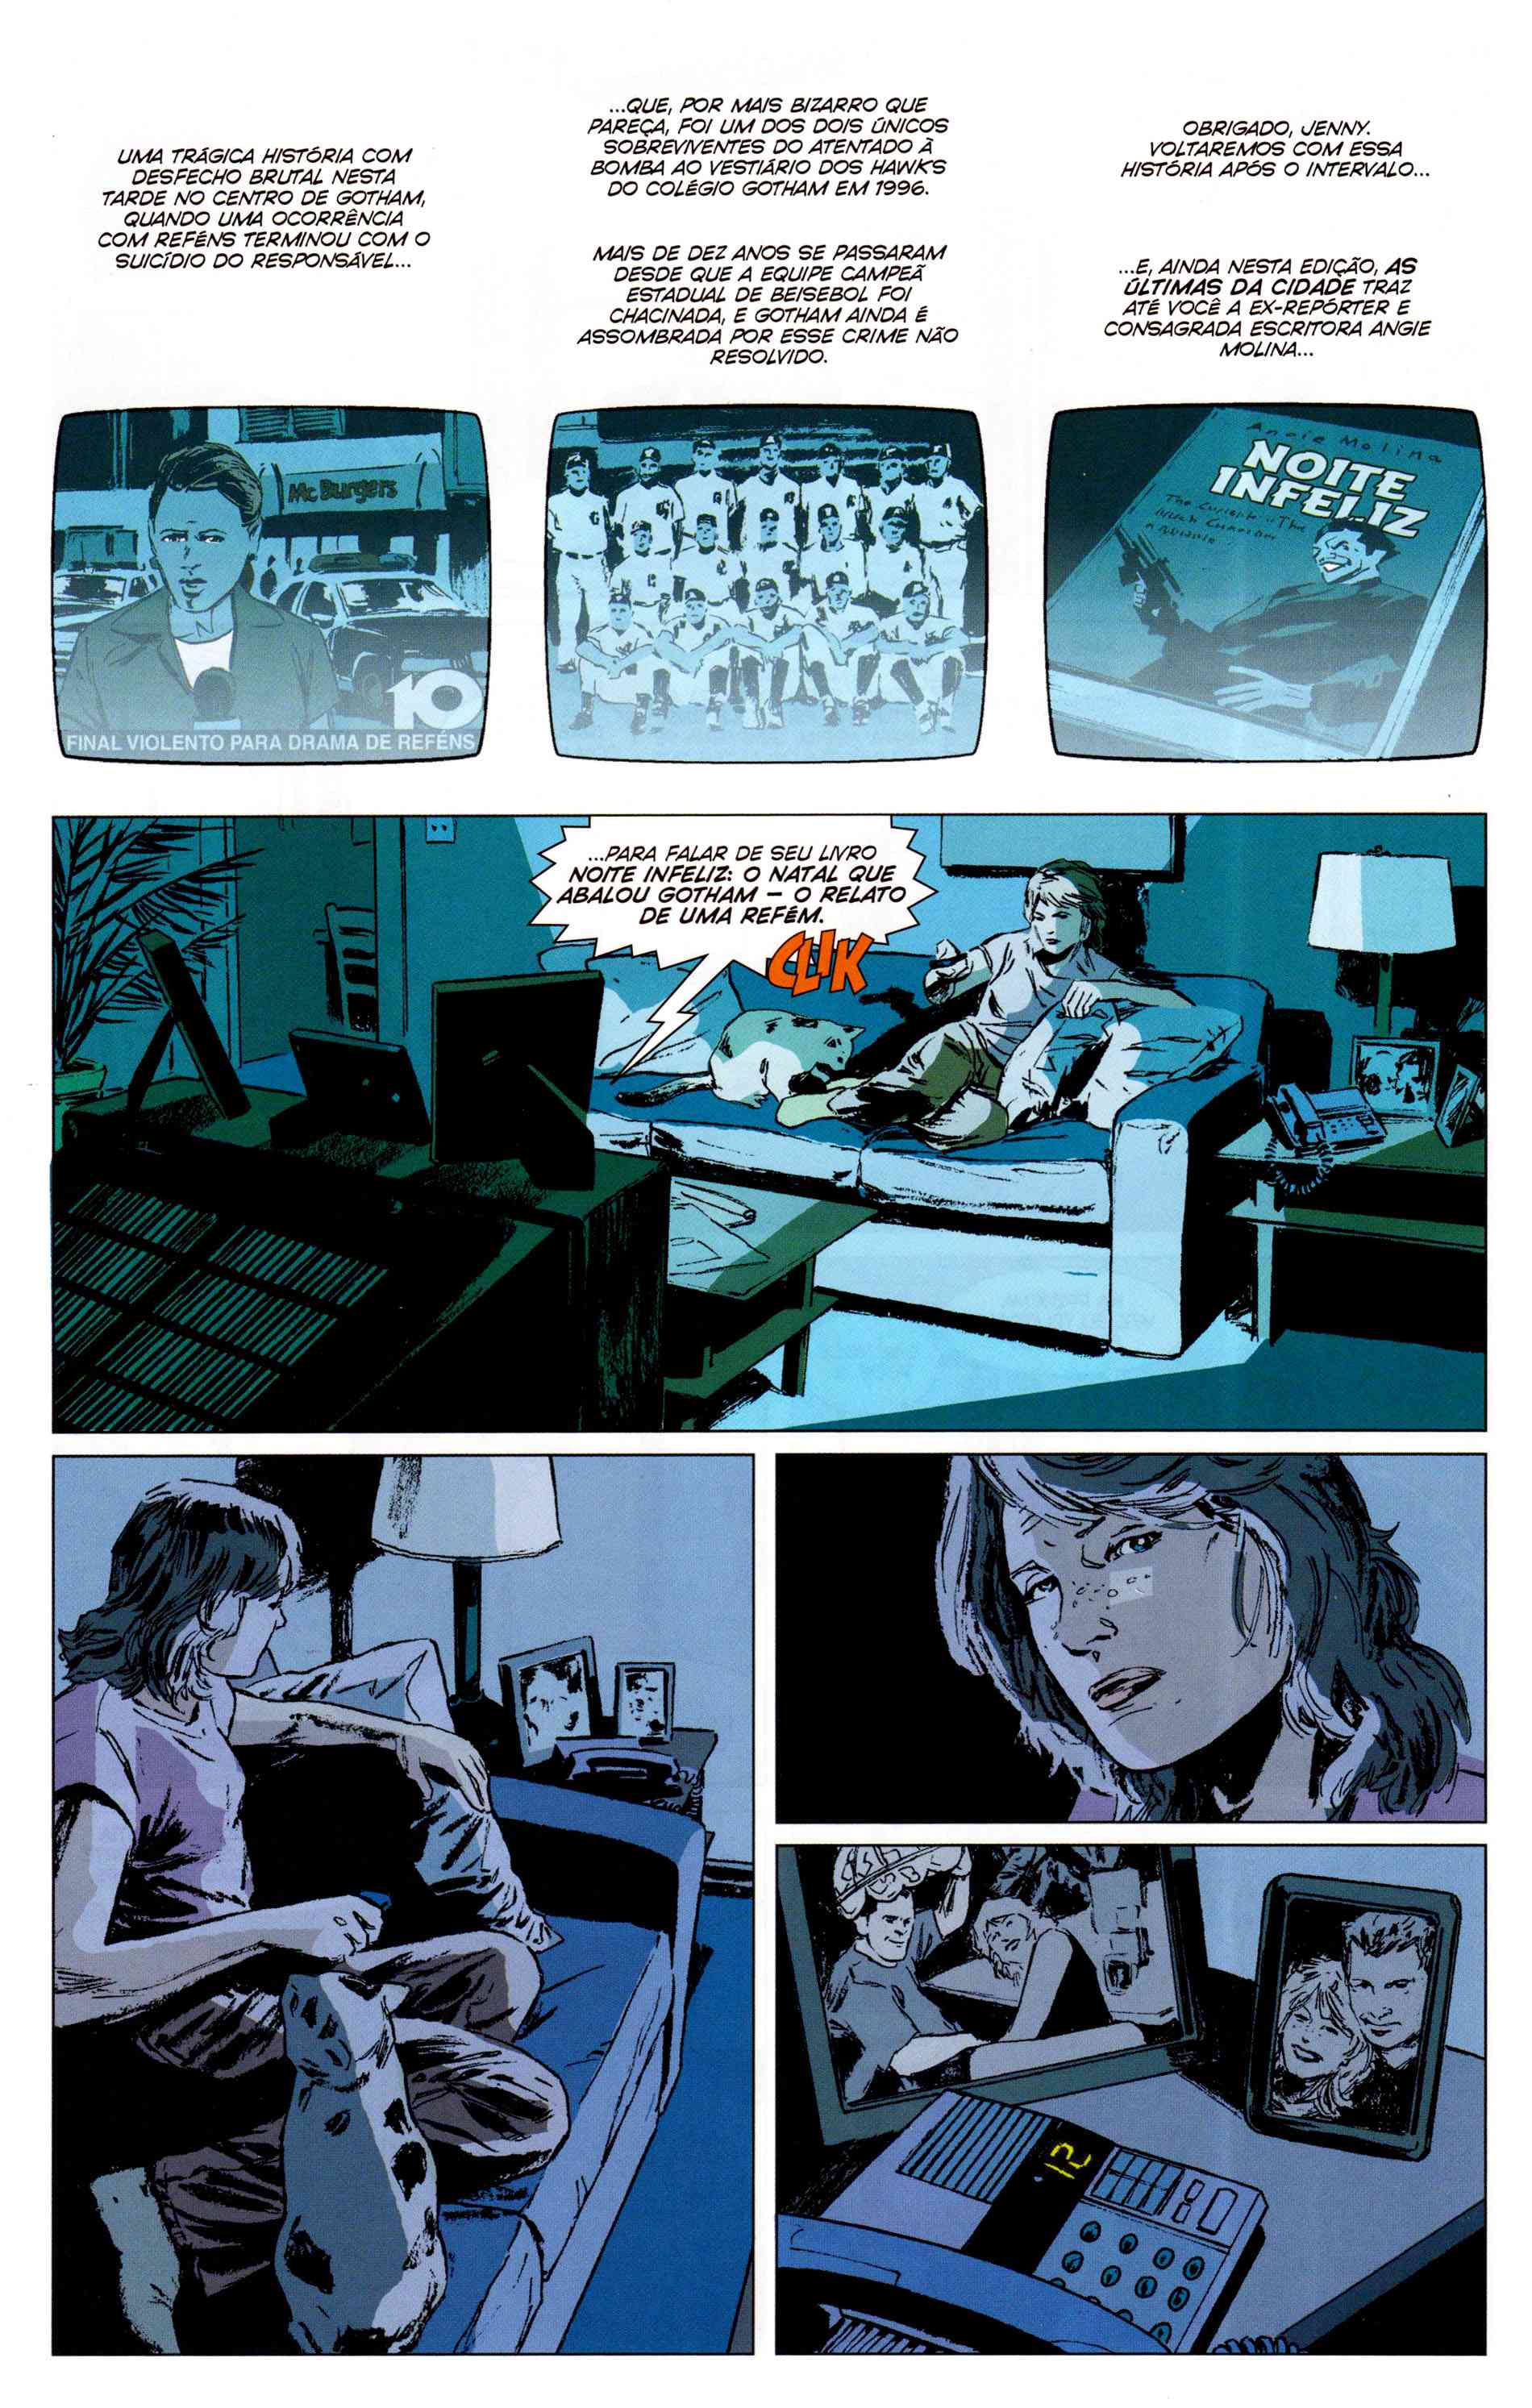 UMA TRÁGICA HISTÓRIA COM
DESFECHO BRUTAL NESTA
TARDE NO CENTRO DE GOTHAM,
QUANDO UMA OCORRÊNCIA
COM REFÉNS TERMINOU COM O
SUICÍDIO DO RESPONSÁVEL...
...QUE, POR MAIS BIZARRO QUE
PAREÇA, FOI UM DOS DOIS ÚNICOS
SOBREVIVENTES DO ATENTADO À
BOMBA AO VESTIÁRIO DOS HAWKS
DO COLÉGIO GOTHAM EM 1996.
MAIS DE DEZ ANOS SE PASSARAM
DESDE QUE A EQUIPE CAMPEÃ
ESTADUAL DE BEISEBOL FOI
CHACINADA, E GOTHAM AINDA É
ASSOMBRADA POR ESSE CRIME NÃO
RESOLVIDO.
OBRIGADO, JENNY.
VOLTAREMOS COM ESSA
HISTÓRIA APÓS O INTERVALO...
...E, AINDA NESTA EDIÇÃO, AS
ÚLTIMAS DA CIDADE TRAZ
ATÉ VOCÊ A EX-REPÓRTER E
CONSAGRADA ESCRITORA ANGIE
MOLINA...
Mc Burgers
10
FINAL VIOLENTO PARA DRAMA DE REFÉNS
Angie Molina
NOITE
INFELIZ
...PARA FALAR DE SEU LIVRO
NOITE INFELIZ: O NATAL QUE
ABALOU GOTHAM – O RELATO
DE UMA REFÉM.
CLIK
12